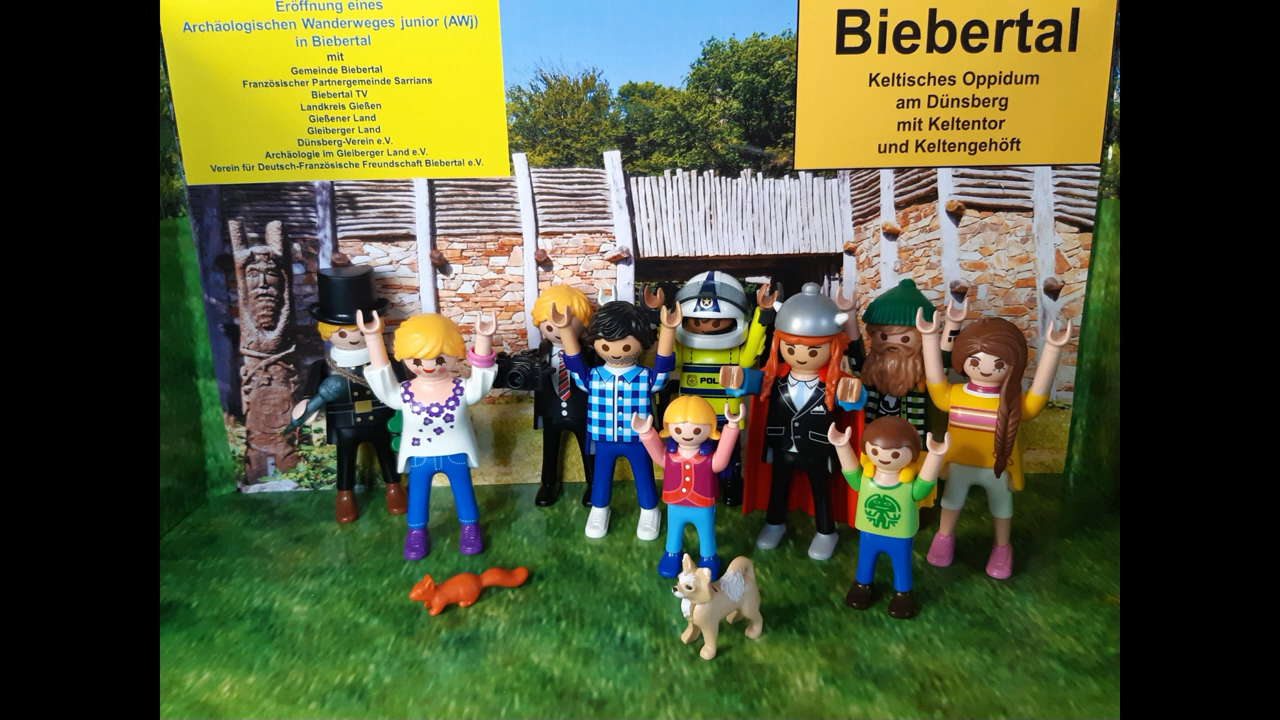 Eröffnung eines
Archäologischen Wanderweges junior (AWj)
in Biebertal
mit
Gemeinde Biebertal
Französischer Partnergemeinde Sarrians
Biebertal TV
Landkreis Gießen
Gießener Land
Gleiberger Land
Dünsberg-Verein e.V.
Archäologie im Gleiberger Land e.V.
Verein für Deutsch-Französische Freundschaft Biebertal e.V.
Biebertal
Keltisches Oppidum
am Dünsberg
mit Keltentor
und Keltengehöft
POL